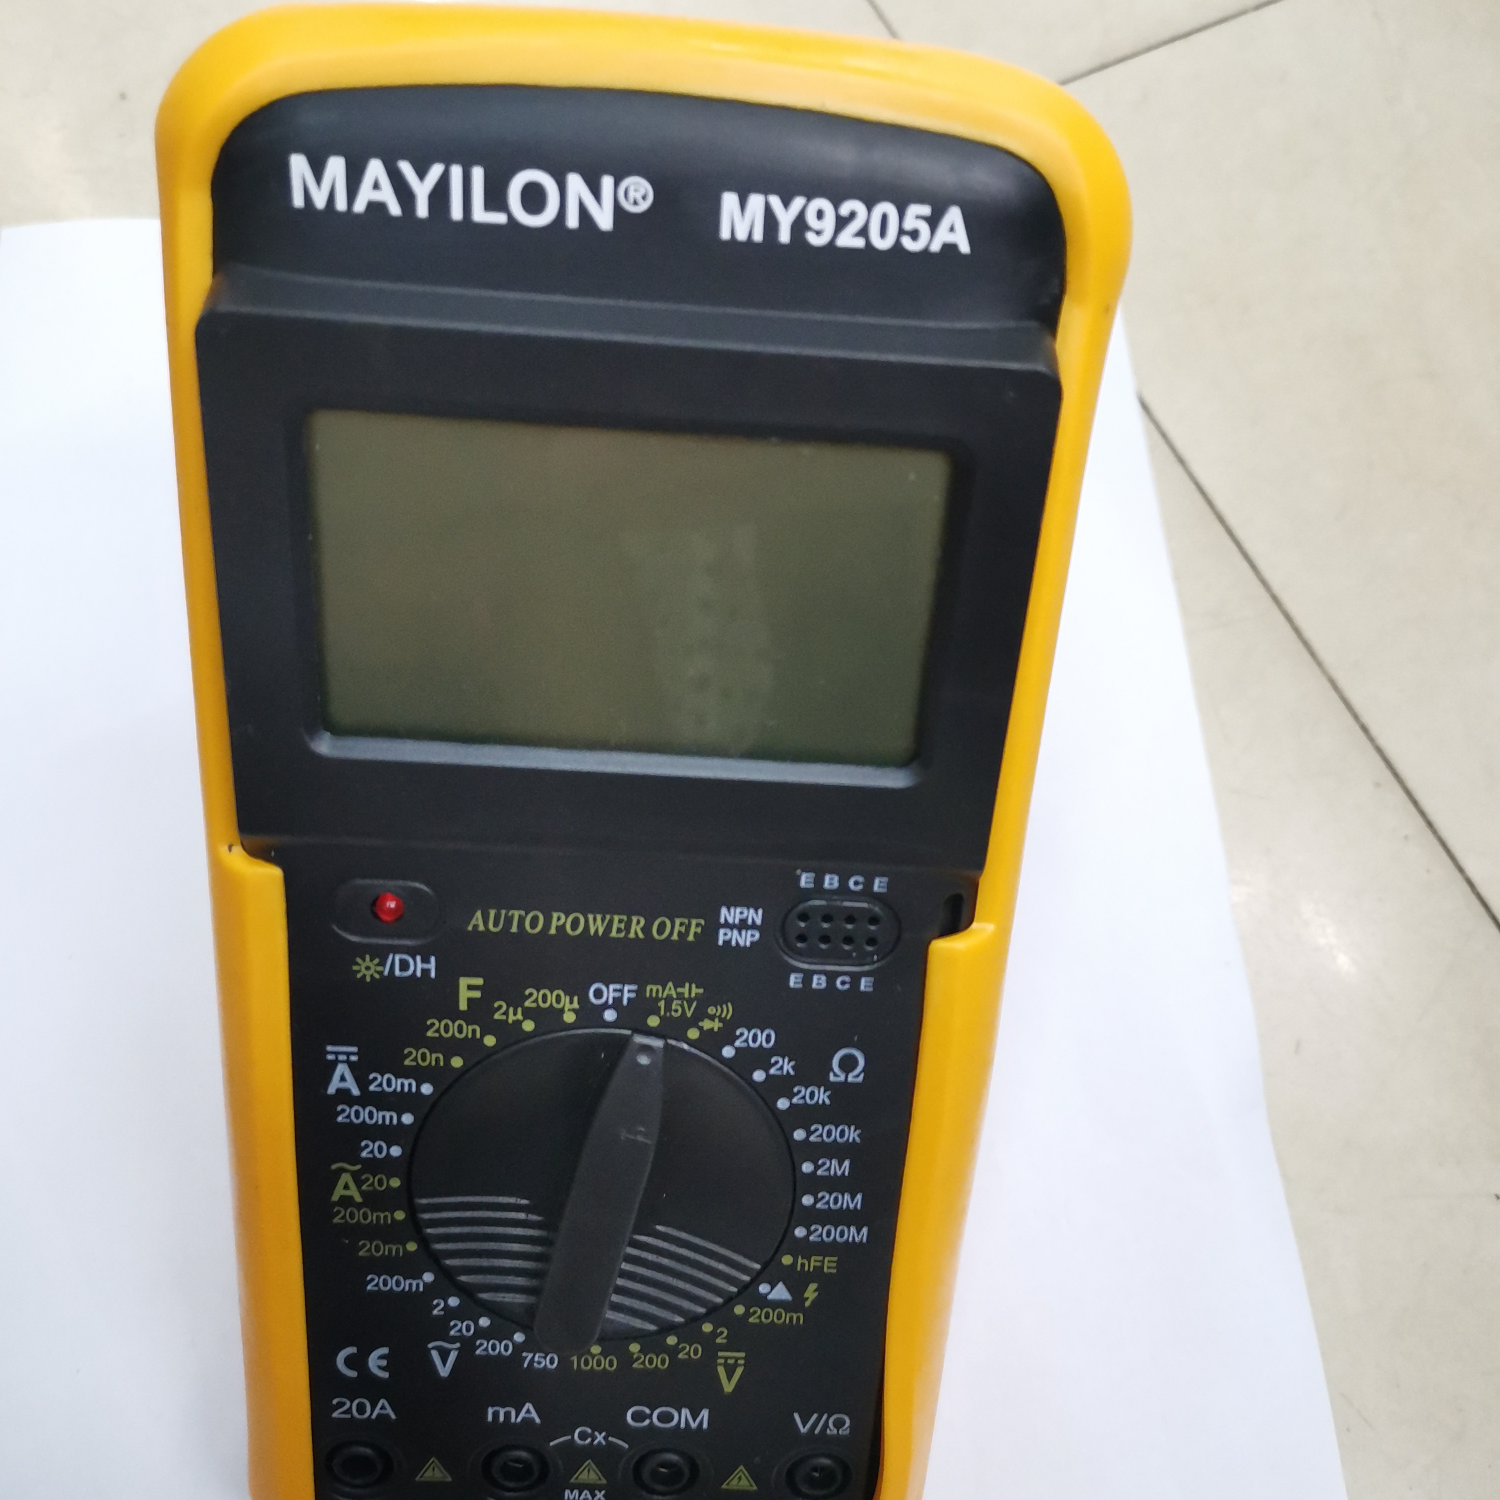 MAYILON® MY9205A
E B C E
AUTO POWER OFF
NPN
PNP
/DH
E B C E
F
2µ 200µ OFF mA
1.5V
200n
20n
200
2k
Ω
20k
200k
2M
20M
200M
hFE
A 20m
200m
20
A 20
200m
20m
200m
2
20
200
750
1000
200
20
2
200m
CE
V
V
20A mA COM V/Ω
Cx
MAX